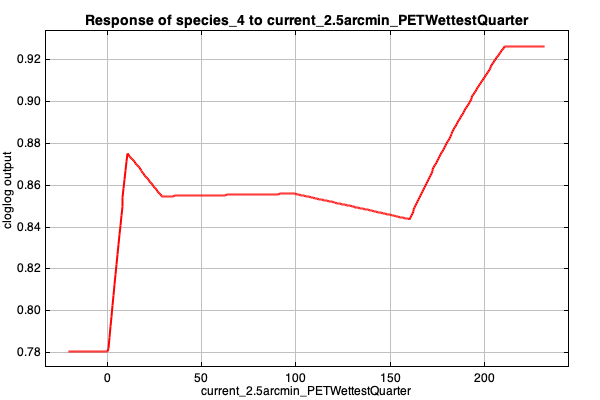 Response of species_4 to current_2.5arcmin_PETWettestQuarter
cloglog output
0.92
0.90
0.88
0.86
0.84
0.82
0.80
0.78
0 50 100 150 200
current_2.5arcmin_PETWettestQuarter